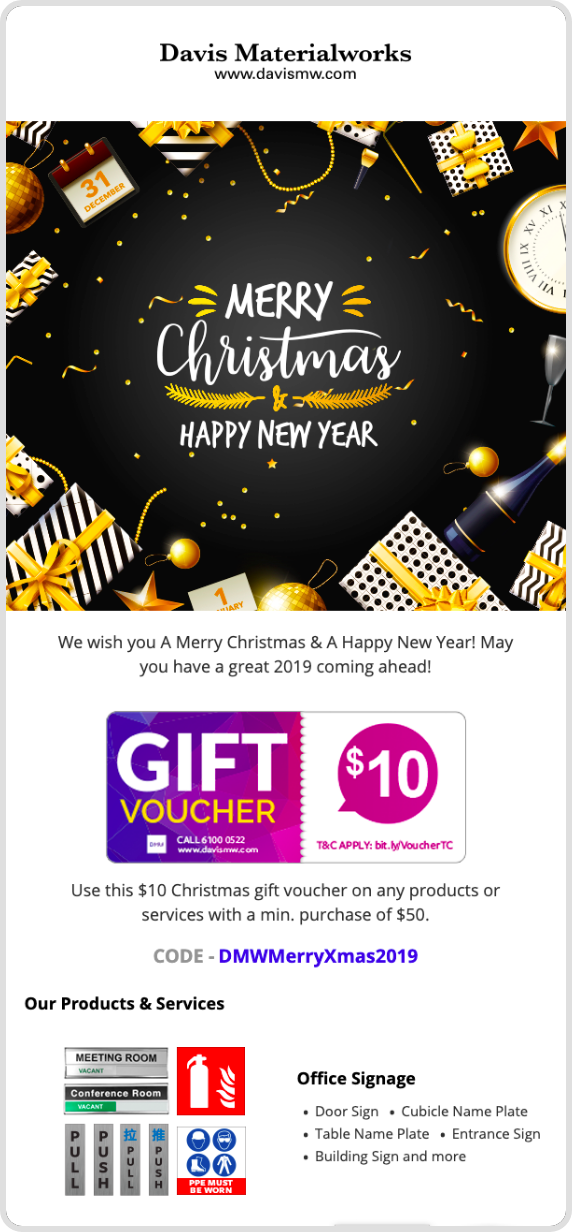 Davis Materialworks
www.davismw.com
31
DECEMBER
XI
X
IX
VIII
VII
VI
MERRY
Christmas
&
HAPPY NEW YEAR
1
We wish you A Merry Christmas & A Happy New Year! May
you have a great 2019 coming ahead!
GIFT
VOUCHER
DMW
CALL 6100 0522
www.davismw.com
$10
T&C APPLY: bit.ly/VoucherTC
Use this $10 Christmas gift voucher on any products or
services with a min. purchase of $50.
CODE - DMWMerryXmas2019
Our Products & Services
MEETING ROOM
VACANT
Conference Room
VACANT
PULL
PUSH
拉 PULL
推 PUSH
PPE MUST
BE WORN
Office Signage
• Door Sign • Cubicle Name Plate
• Table Name Plate • Entrance Sign
• Building Sign and more